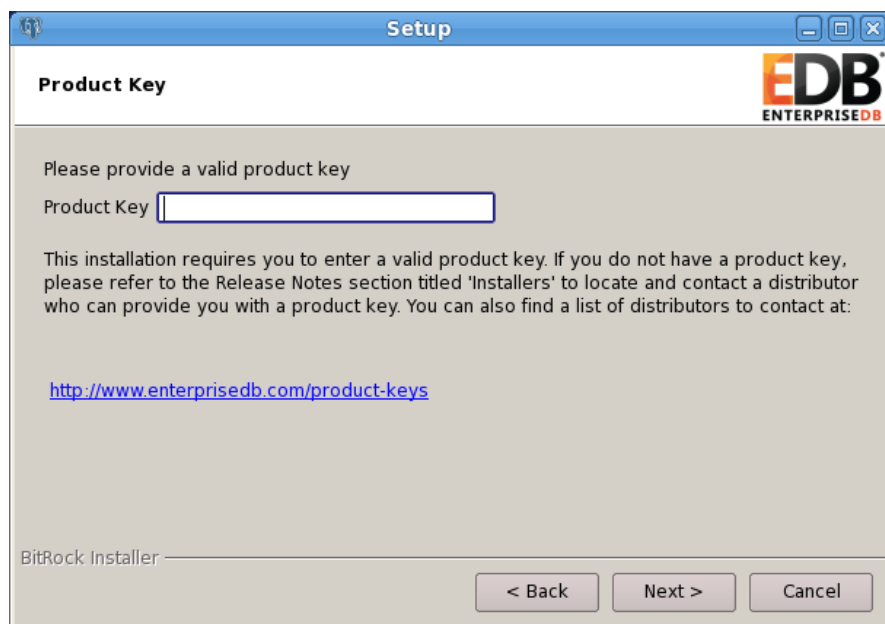 Setup
Product Key
EDB
ENTERPRISEDB
Please provide a valid product key
Product Key
This installation requires you to enter a valid product key. If you do not have a product key,
please refer to the Release Notes section titled 'Installers' to locate and contact a distributor
who can provide you with a product key. You can also find a list of distributors to contact at:
http://www.enterprisedb.com/product-keys
BitRock Installer
< Back
Next >
Cancel